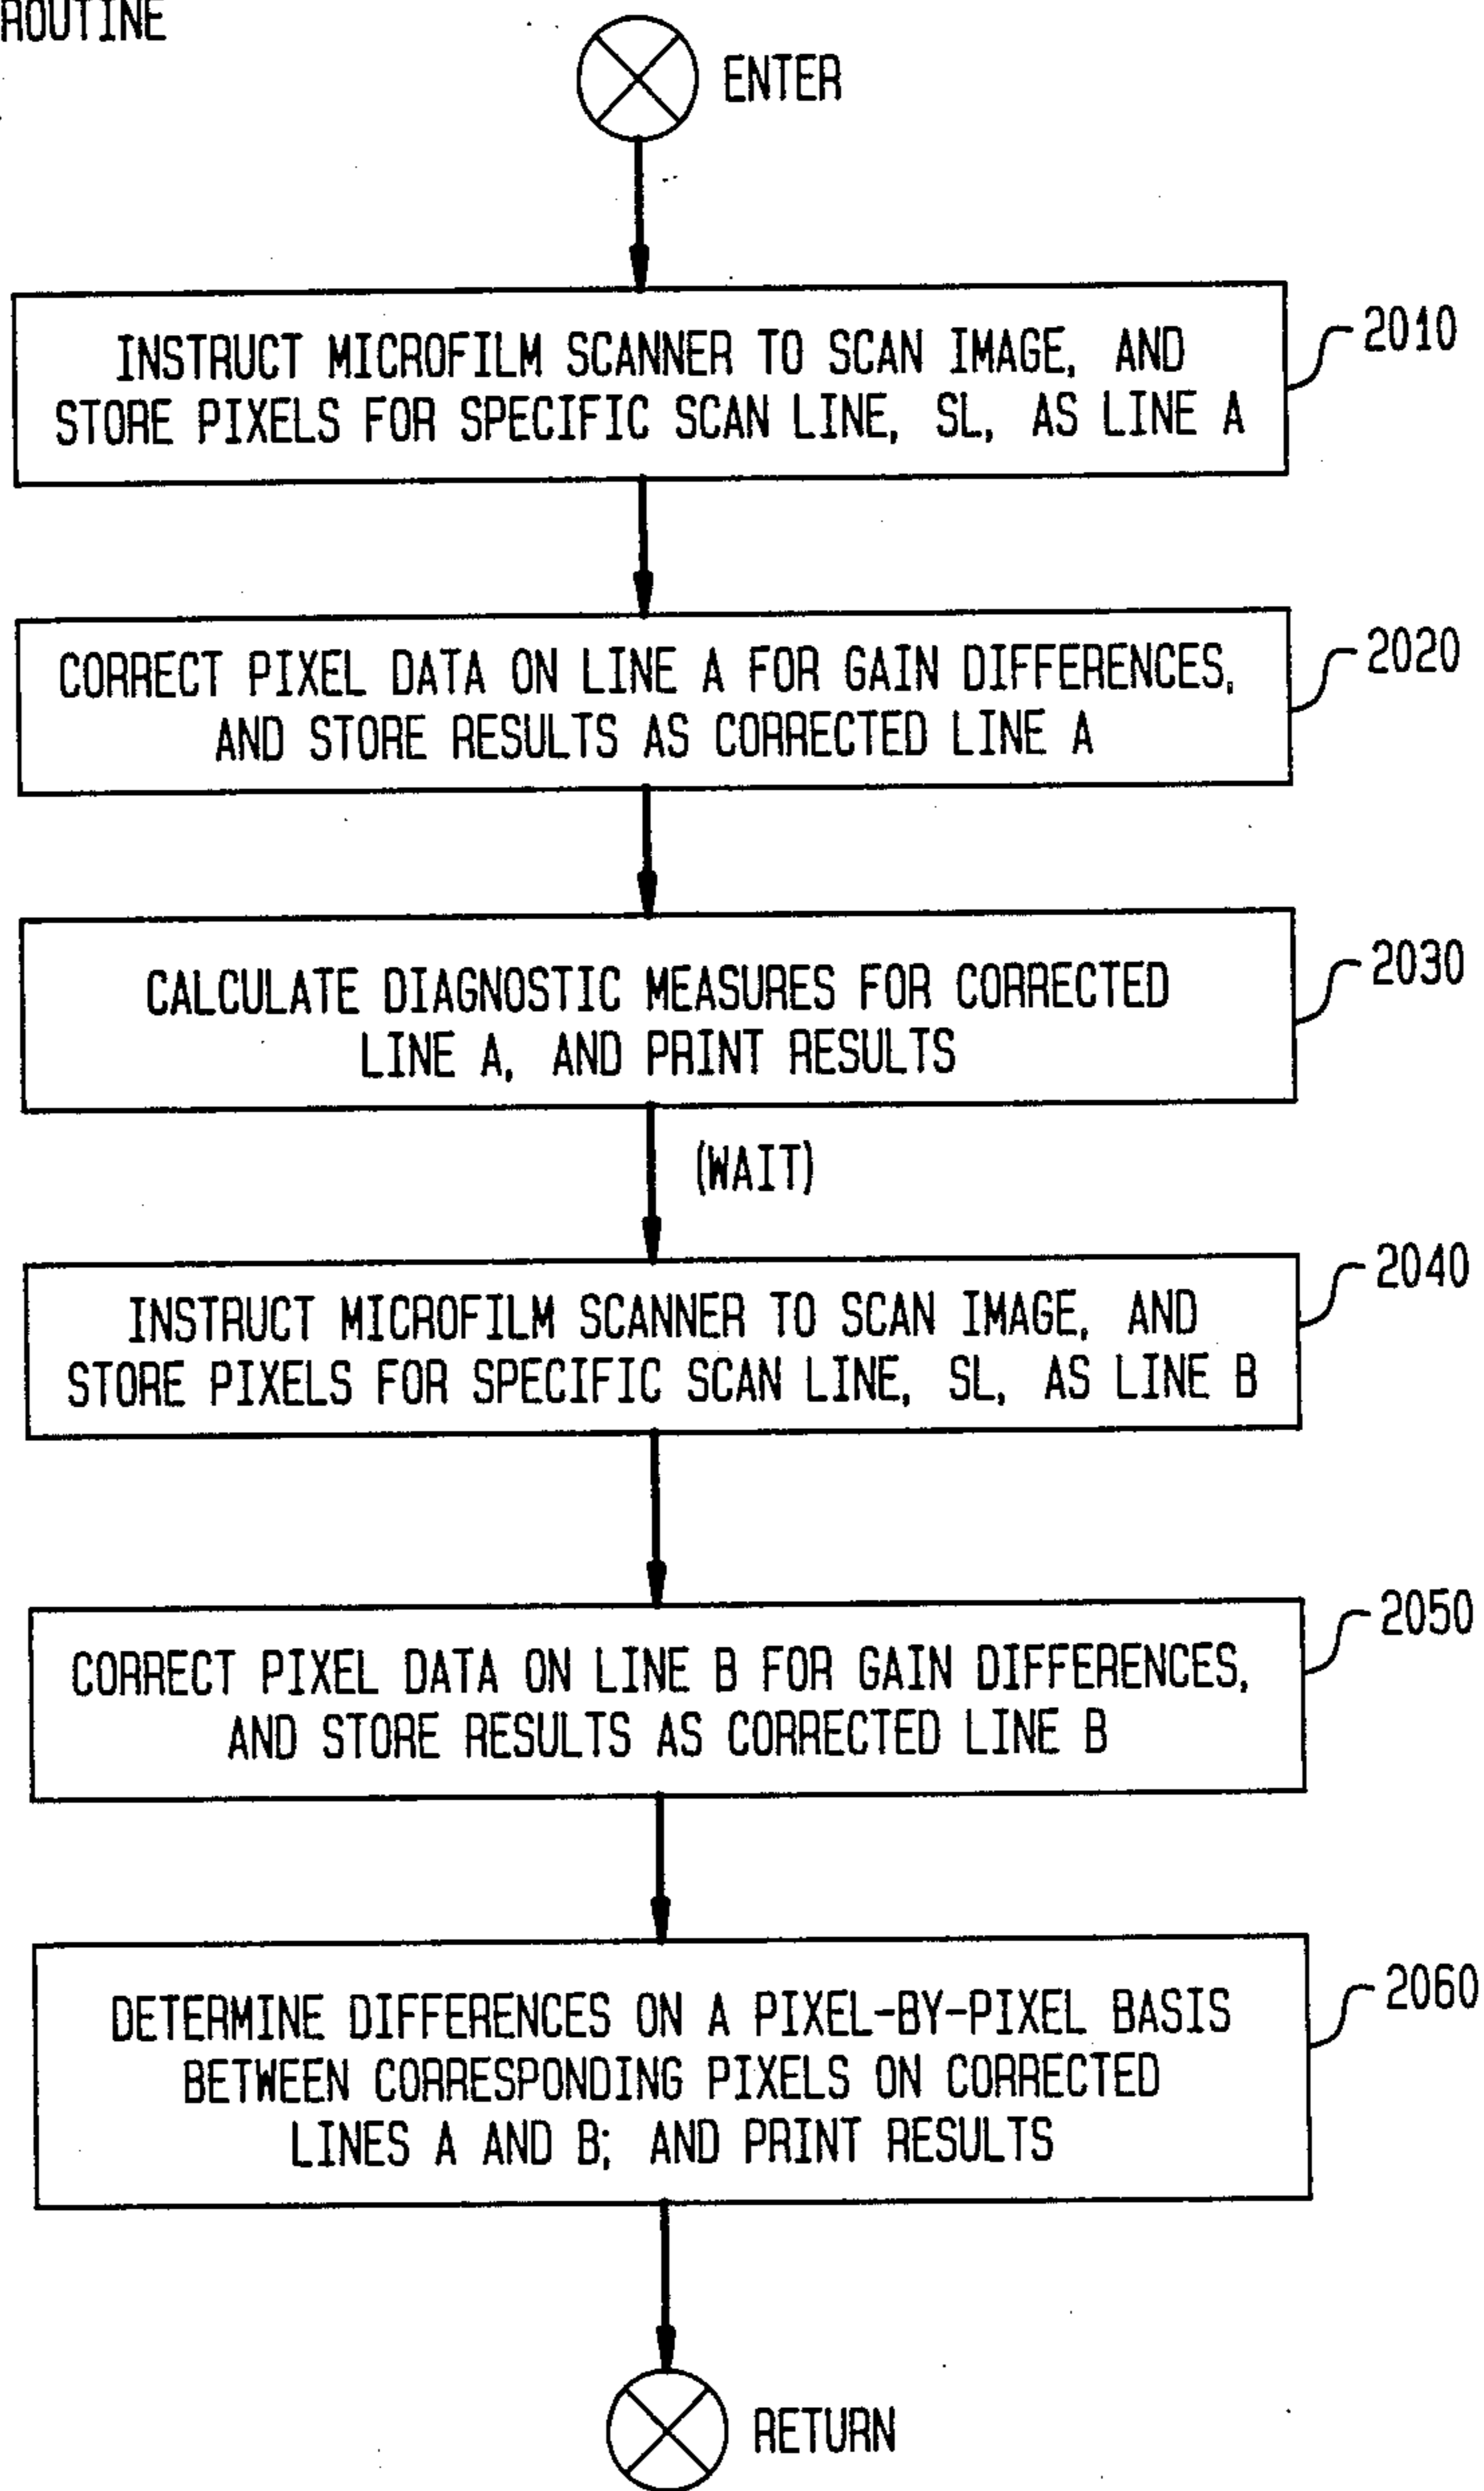 ROUTINE
ENTER
INSTRUCT MICROFILM SCANNER TO SCAN IMAGE, AND
STORE PIXELS FOR SPECIFIC SCAN LINE, SL, AS LINE A
2010
CORRECT PIXEL DATA ON LINE A FOR GAIN DIFFERENCES,
AND STORE RESULTS AS CORRECTED LINE A
2020
CALCULATE DIAGNOSTIC MEASURES FOR CORRECTED
LINE A, AND PRINT RESULTS
2030
(WAIT)
INSTRUCT MICROFILM SCANNER TO SCAN IMAGE, AND
STORE PIXELS FOR SPECIFIC SCAN LINE, SL, AS LINE B
2040
CORRECT PIXEL DATA ON LINE B FOR GAIN DIFFERENCES,
AND STORE RESULTS AS CORRECTED LINE B
2050
DETERMINE DIFFERENCES ON A PIXEL-BY-PIXEL BASIS
BETWEEN CORRESPONDING PIXELS ON CORRECTED
LINES A AND B; AND PRINT RESULTS
2060
RETURN